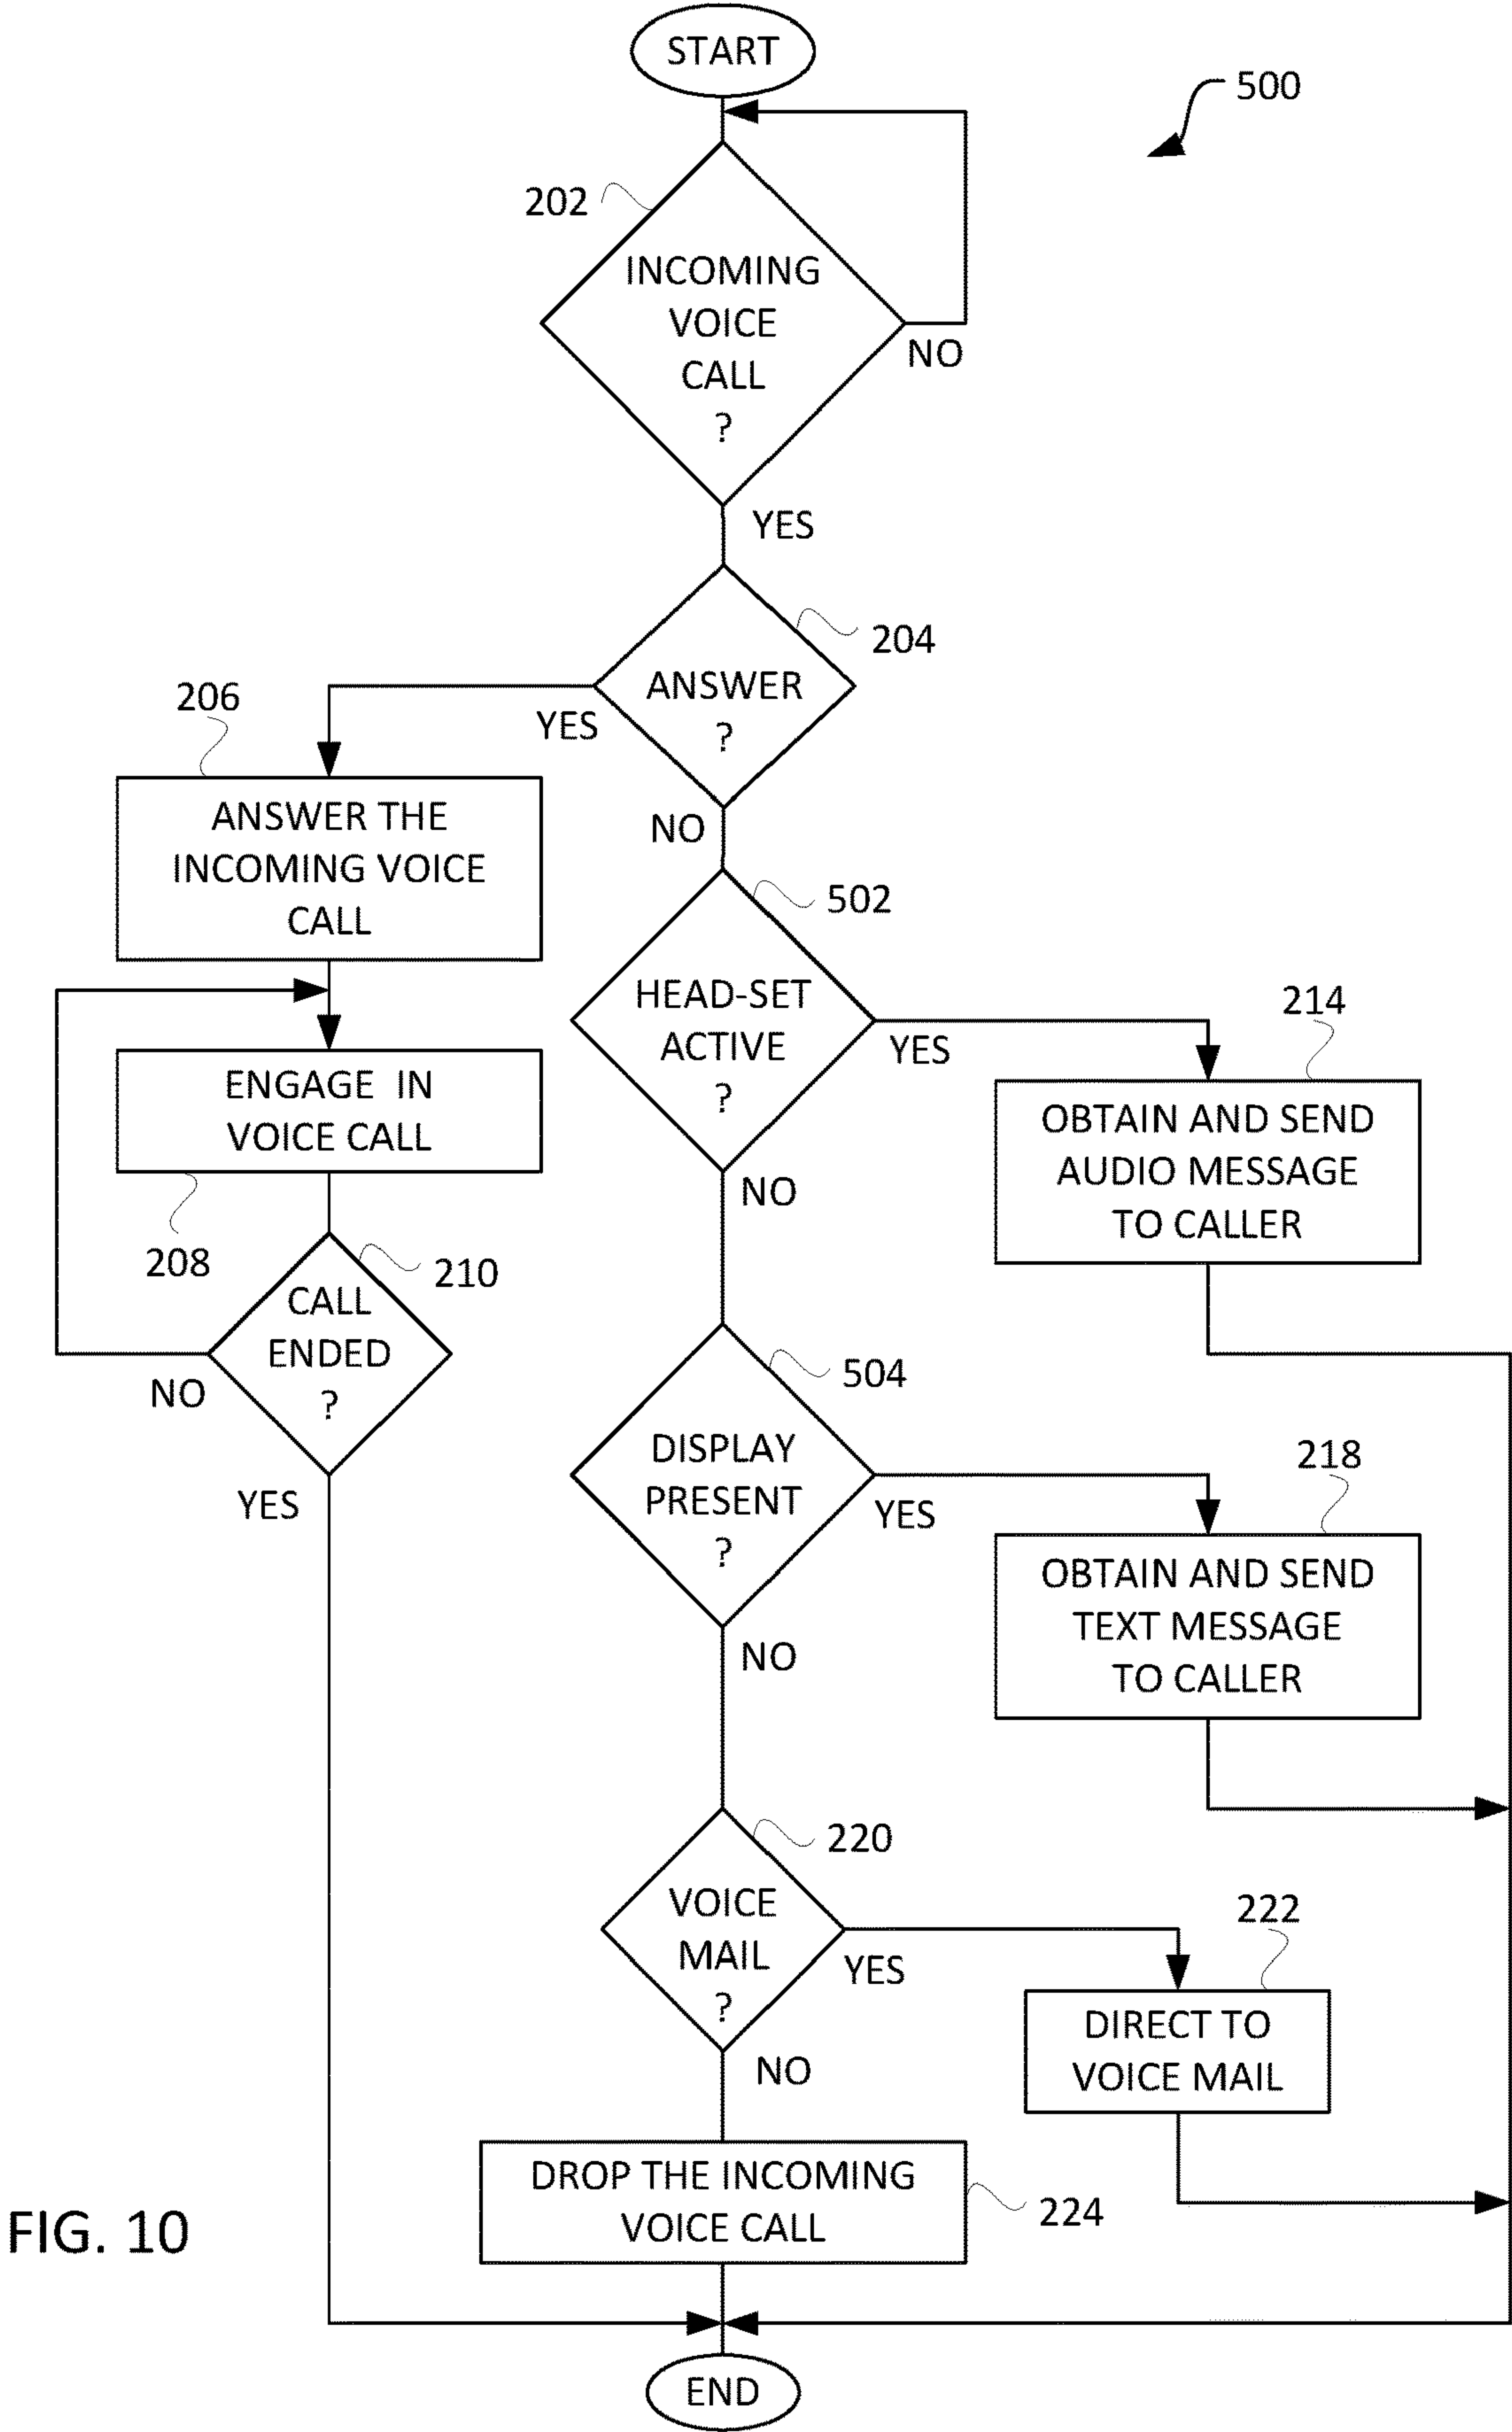 START
500
202
INCOMING
VOICE
CALL
?
NO
YES
204
ANSWER
?
YES
NO
206
ANSWER THE
INCOMING VOICE
CALL
502
HEAD-SET
ACTIVE
?
YES
NO
214
OBTAIN AND SEND
AUDIO MESSAGE
TO CALLER
ENGAGE IN
VOICE CALL
208
210
CALL
ENDED
?
NO
YES
504
DISPLAY
PRESENT
?
YES
NO
218
OBTAIN AND SEND
TEXT MESSAGE
TO CALLER
220
VOICE
MAIL
?
YES
NO
222
DIRECT TO
VOICE MAIL
DROP THE INCOMING
VOICE CALL
224
FIG. 10
END